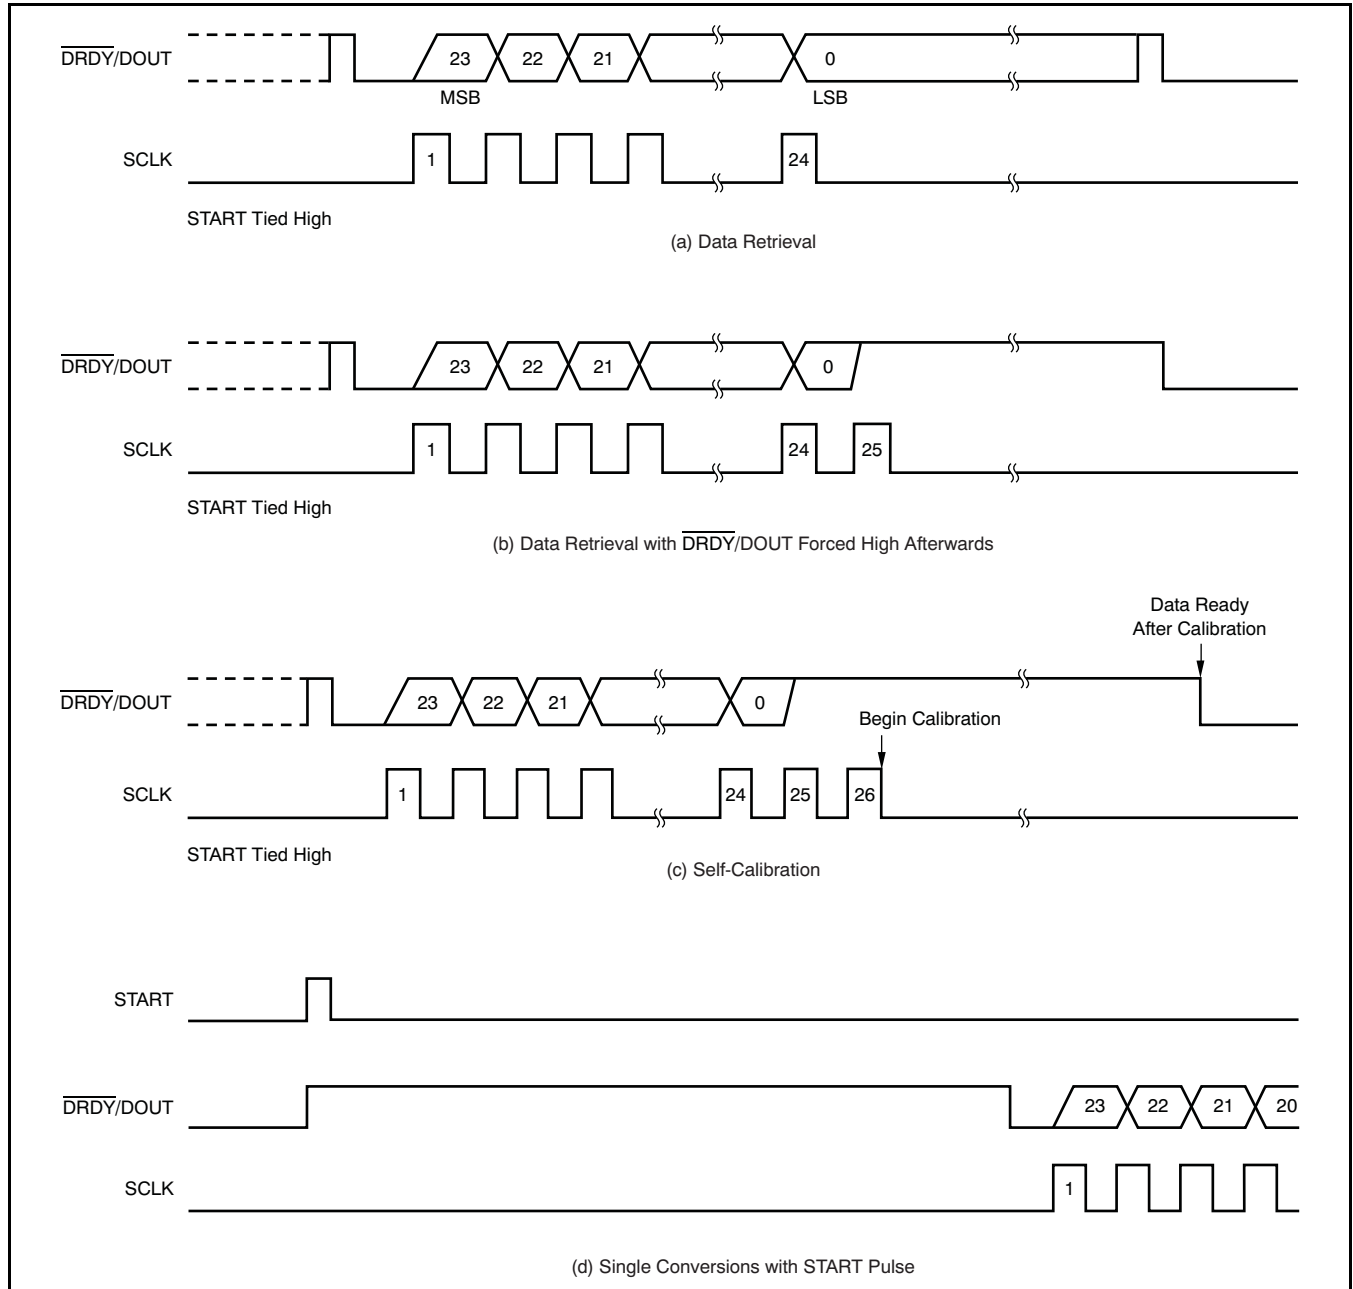 DRDY/DOUT
23 22 21 0
MSB LSB
SCLK
1 24
START Tied High
(a) Data Retrieval
DRDY/DOUT
23 22 21 0
SCLK
1 24 25
START Tied High
(b) Data Retrieval with DRDY/DOUT Forced High Afterwards
Data Ready
After Calibration
DRDY/DOUT
23 22 21 0
Begin Calibration
SCLK
1 24 25 26
START Tied High
(c) Self-Calibration
START
DRDY/DOUT
23 22 21 20
SCLK
1
(d) Single Conversions with START Pulse